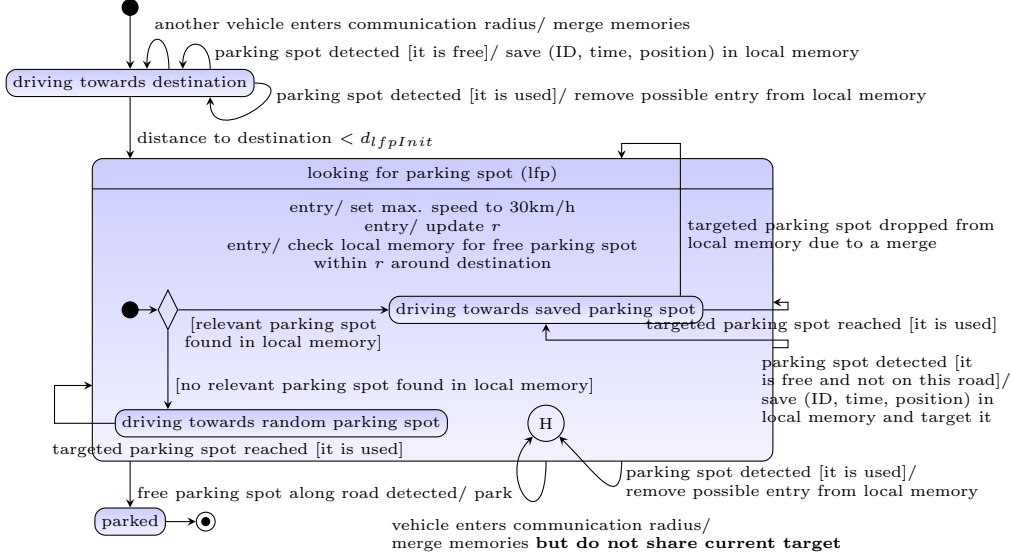 another vehicle enters communication radius/ merge memories
parking spot detected [it is free]/ save (ID, time, position) in local memory
driving towards destination
parking spot detected [it is used]/ remove possible entry from local memory
distance to destination < d_{lfpInit}
looking for parking spot (lfp)
entry/ set max. speed to 30km/h
entry/ update r
entry/ check local memory for free parking spot
within r around destination
targeted parking spot dropped from
local memory due to a merge
driving towards saved parking spot
[relevant parking spot
found in local memory]
targeted parking spot reached [it is used]
parking spot detected [it
is free and not on this road]/
save (ID, time, position) in
local memory and target it
[no relevant parking spot found in local memory]
driving towards random parking spot
H
targeted parking spot reached [it is used]
parking spot detected [it is used]/
remove possible entry from local memory
free parking spot along road detected/ park
parked
vehicle enters communication radius/
merge memories but do not share current target